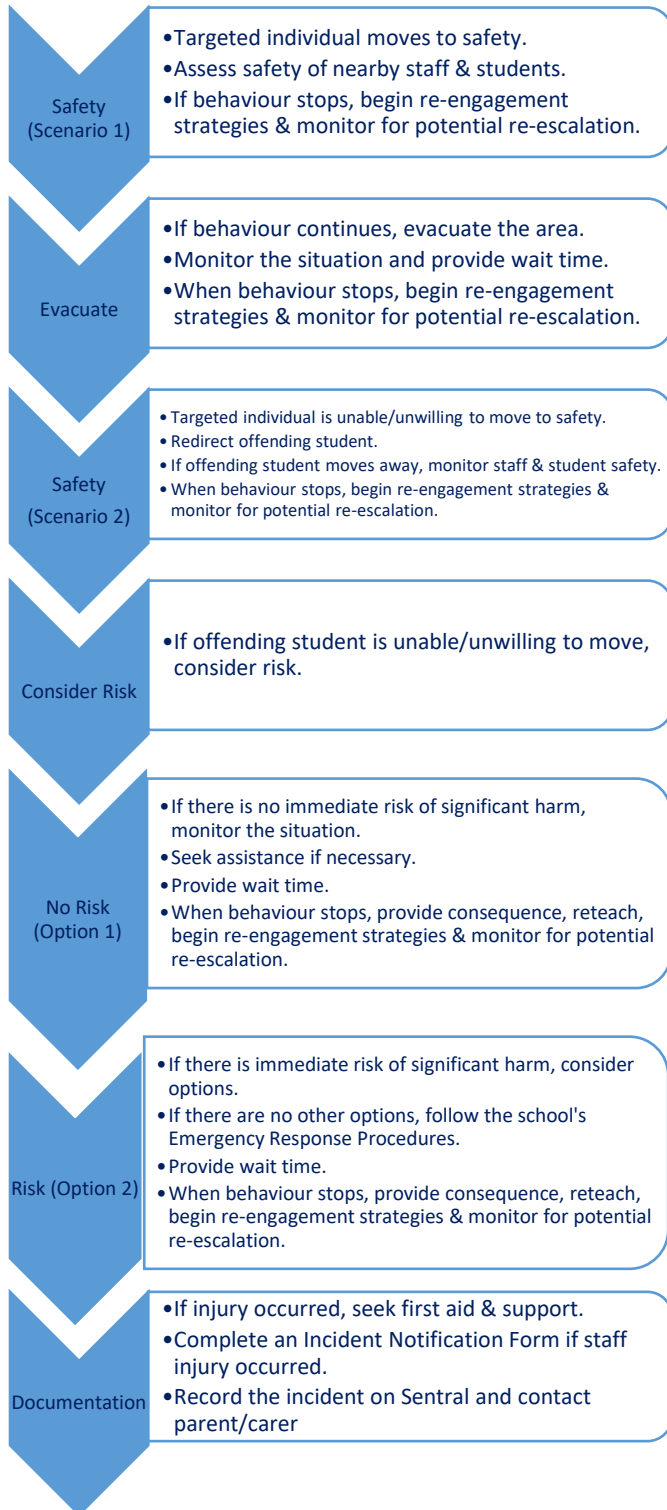 Safety
(Scenario 1)
•Targeted individual moves to safety.
•Assess safety of nearby staff & students.
•If behaviour stops, begin re-engagement
strategies & monitor for potential re-escalation.
Evacuate
•If behaviour continues, evacuate the area.
•Monitor the situation and provide wait time.
•When behaviour stops, begin re-engagement
strategies & monitor for potential re-escalation.
Safety
(Scenario 2)
•Targeted individual is unable/unwilling to move to safety.
•Redirect offending student.
•If offending student moves away, monitor staff & student safety.
•When behaviour stops, begin re-engagement strategies &
monitor for potential re-escalation.
Consider Risk
•If offending student is unable/unwilling to move,
consider risk.
No Risk
(Option 1)
•If there is no immediate risk of significant harm,
monitor the situation.
•Seek assistance if necessary.
•Provide wait time.
•When behaviour stops, provide consequence, reteach,
begin re-engagement strategies & monitor for potential
re-escalation.
Risk (Option 2)
•If there is immediate risk of significant harm, consider
options.
•If there are no other options, follow the school's
Emergency Response Procedures.
•Provide wait time.
•When behaviour stops, provide consequence, reteach,
begin re-engagement strategies & monitor for potential
re-escalation.
Documentation
•If injury occurred, seek first aid & support.
•Complete an Incident Notification Form if staff
injury occurred.
•Record the incident on Sentral and contact
parent/carer